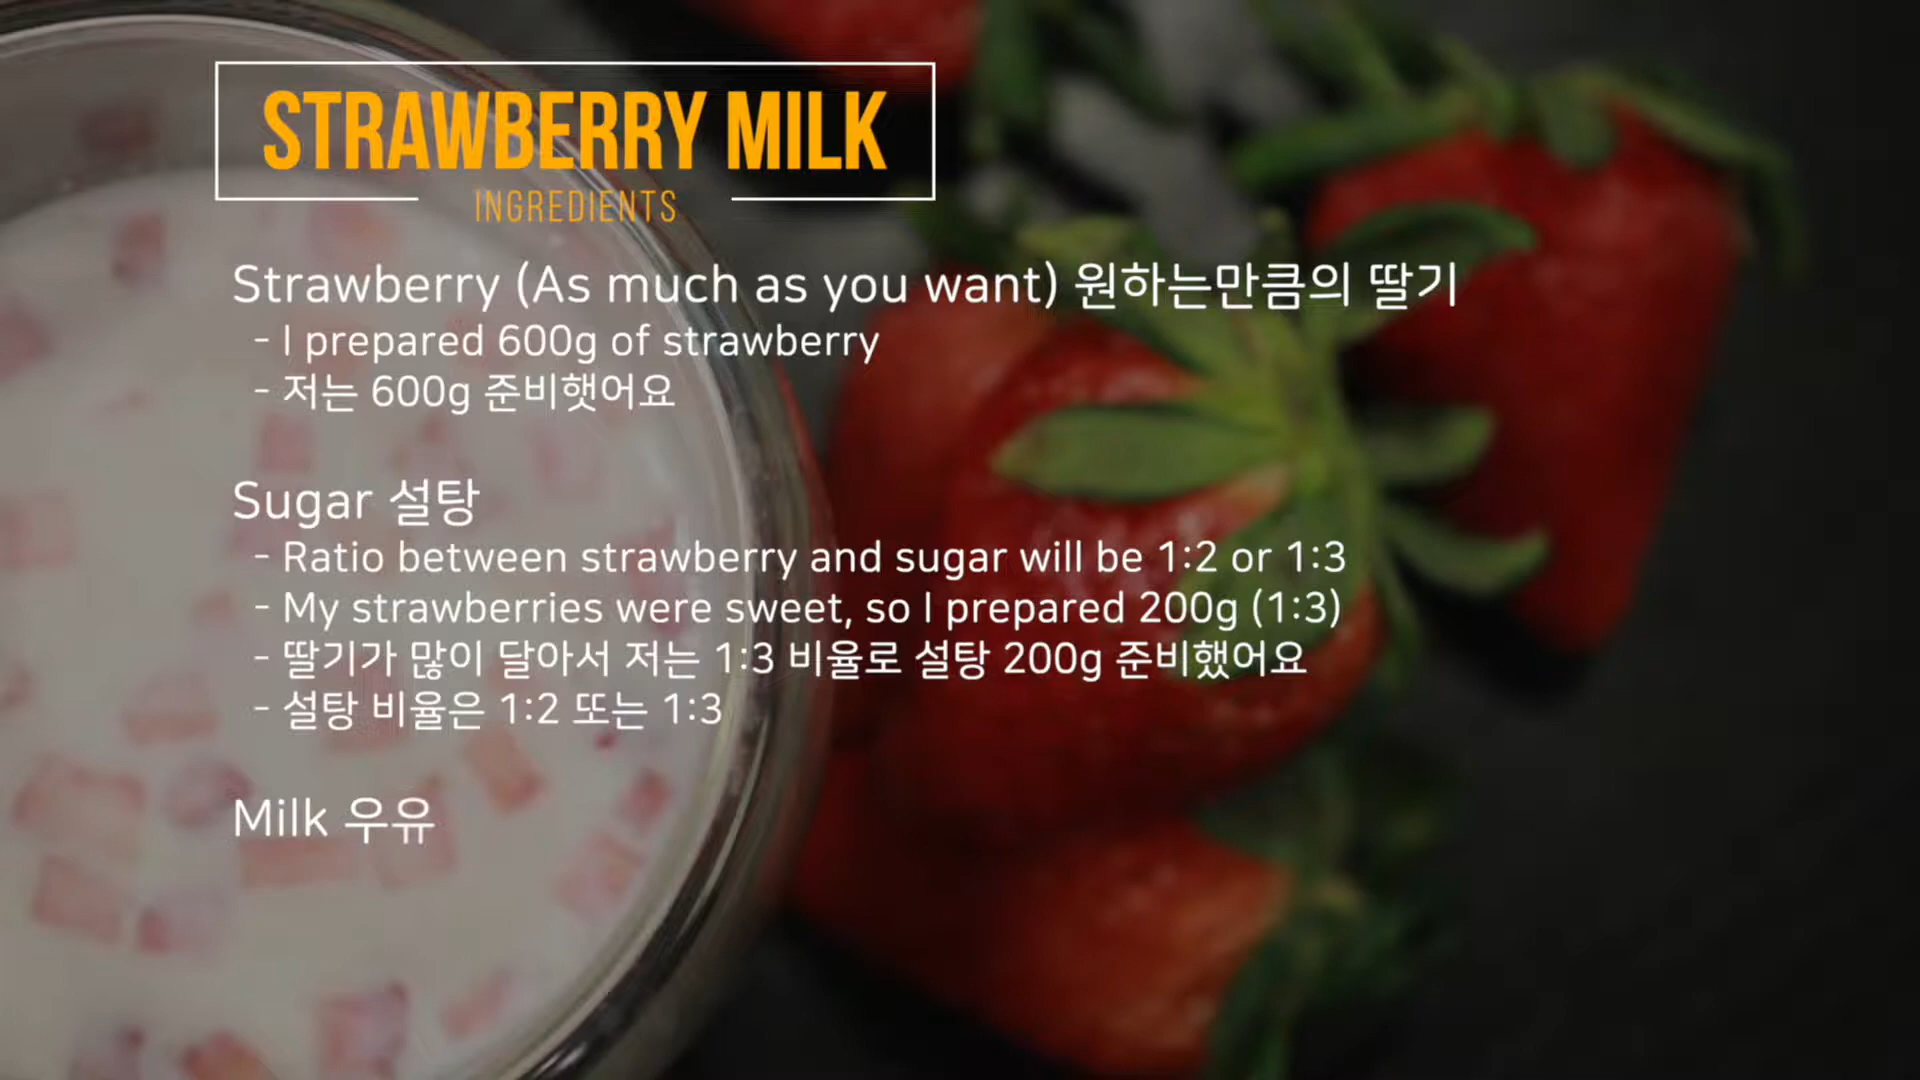 STRAWBERRY MILK
INGREDIENTS
Strawberry (As much as you want) 원하는만큼의 딸기
- I prepared 600g of strawberry
- 저는 600g 준비햇어요
Sugar 설탕
- Ratio between strawberry and sugar will be 1:2 or 1:3
- My strawberries were sweet, so I prepared 200g (1:3)
- 딸기가 많이 달아서 저는 1:3 비율로 설탕 200g 준비했어요
- 설탕 비율은 1:2 또는 1:3
Milk 우유